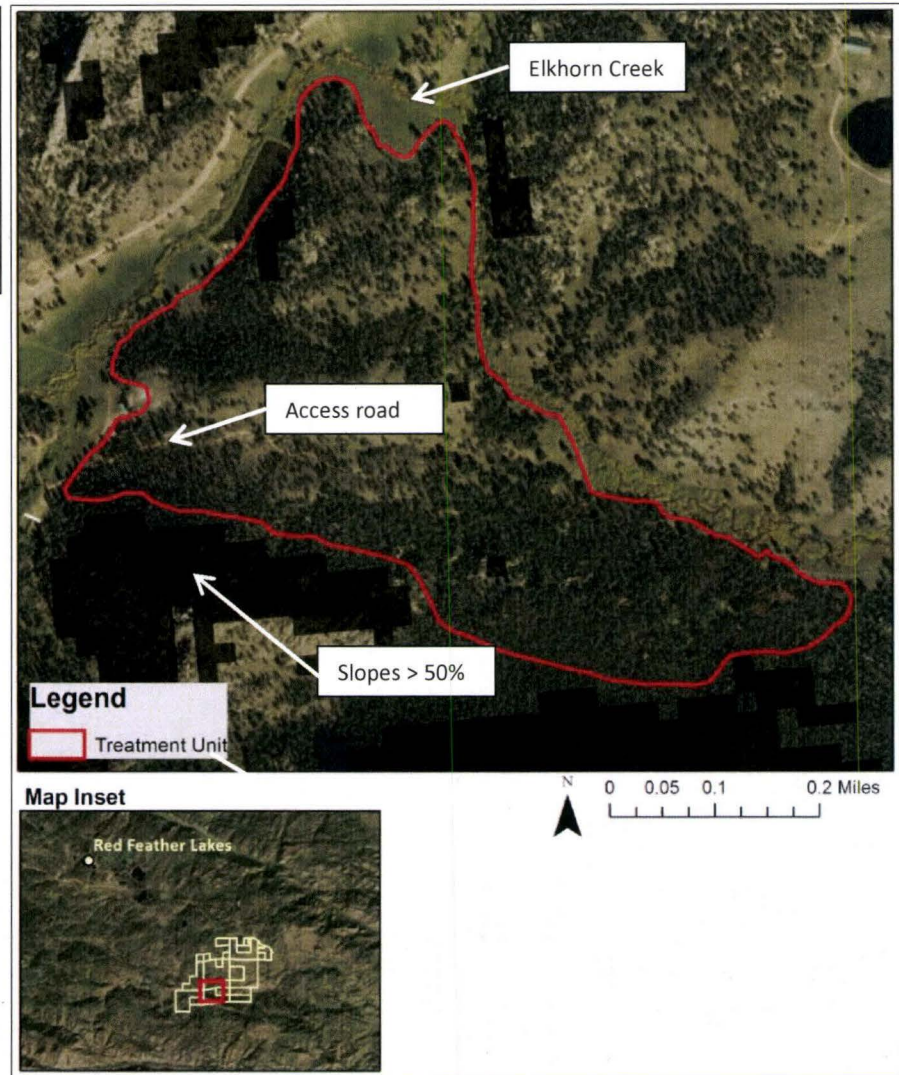 Elkhorn Creek
Access road
Slopes > 50%
Legend
Treatment Unit
Map Inset
Red Feather Lakes
N
0 0.05 0.1 0.2 Miles